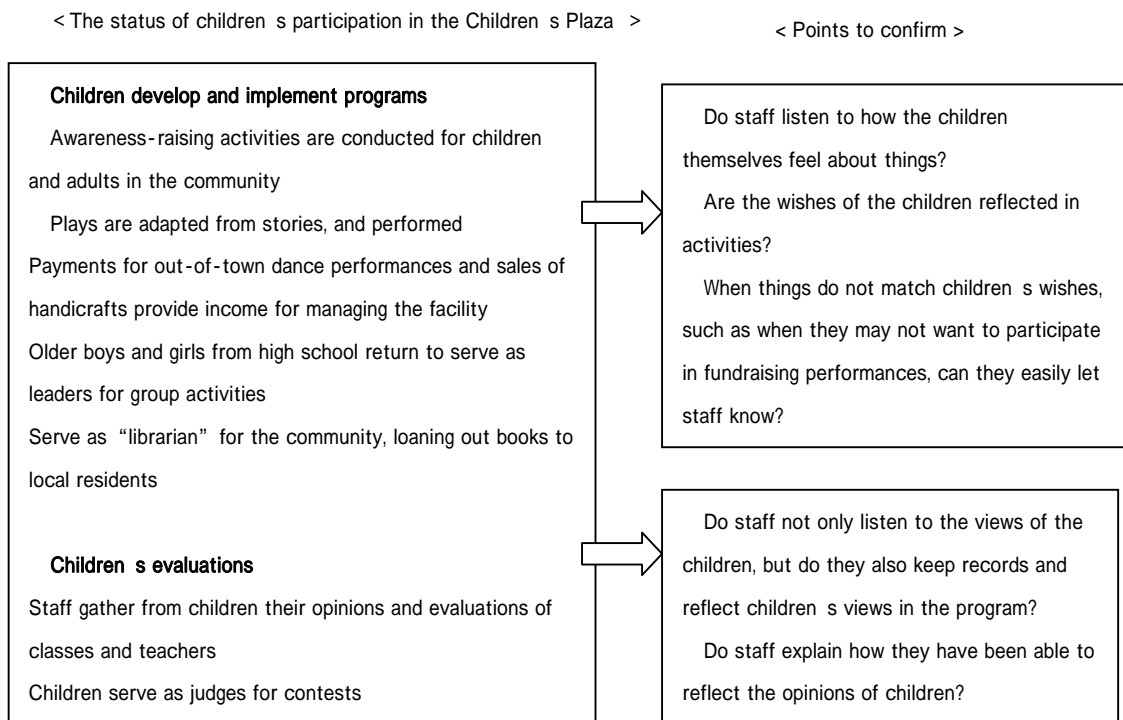 < The status of children s participation in the Children s Plaza >
< Points to confirm >
Children develop and implement programs
Awareness-raising activities are conducted for children
and adults in the community
Plays are adapted from stories, and performed
Payments for out-of-town dance performances and sales of
handicrafts provide income for managing the facility
Older boys and girls from high school return to serve as
leaders for group activities
Serve as “librarian” for the community, loaning out books to
local residents
Children s evaluations
Staff gather from children their opinions and evaluations of
classes and teachers
Children serve as judges for contests
Do staff listen to how the children
themselves feel about things?
Are the wishes of the children reflected in
activities?
When things do not match children s wishes,
such as when they may not want to participate
in fundraising performances, can they easily let
staff know?
Do staff not only listen to the views of the
children, but do they also keep records and
reflect children s views in the program?
Do staff explain how they have been able to
reflect the opinions of children?